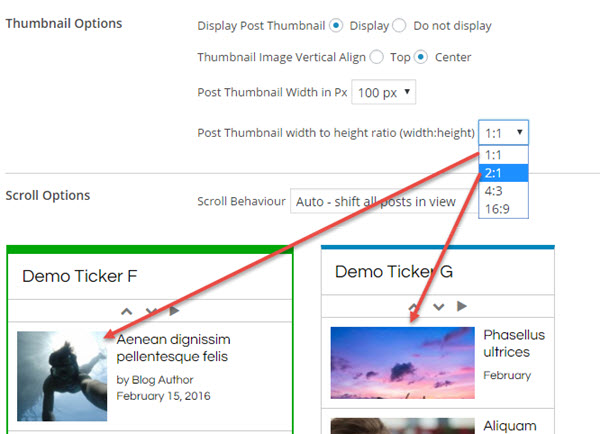 Thumbnail Options
Display Post Thumbnail Display Do not display
Thumbnail Image Vertical Align Top Center
Post Thumbnail Width in Px 100 px
Post Thumbnail width to height ratio (width:height) 1:1
1:1
2:1
4:3
16:9
Scroll Options
Scroll Behaviour Auto - shift all posts in view
Demo Ticker F
Aenean dignissim
pellentesque felis
by Blog Author
February 15, 2016
Demo Ticker G
Phasellus
ultrices
February
Aliquam